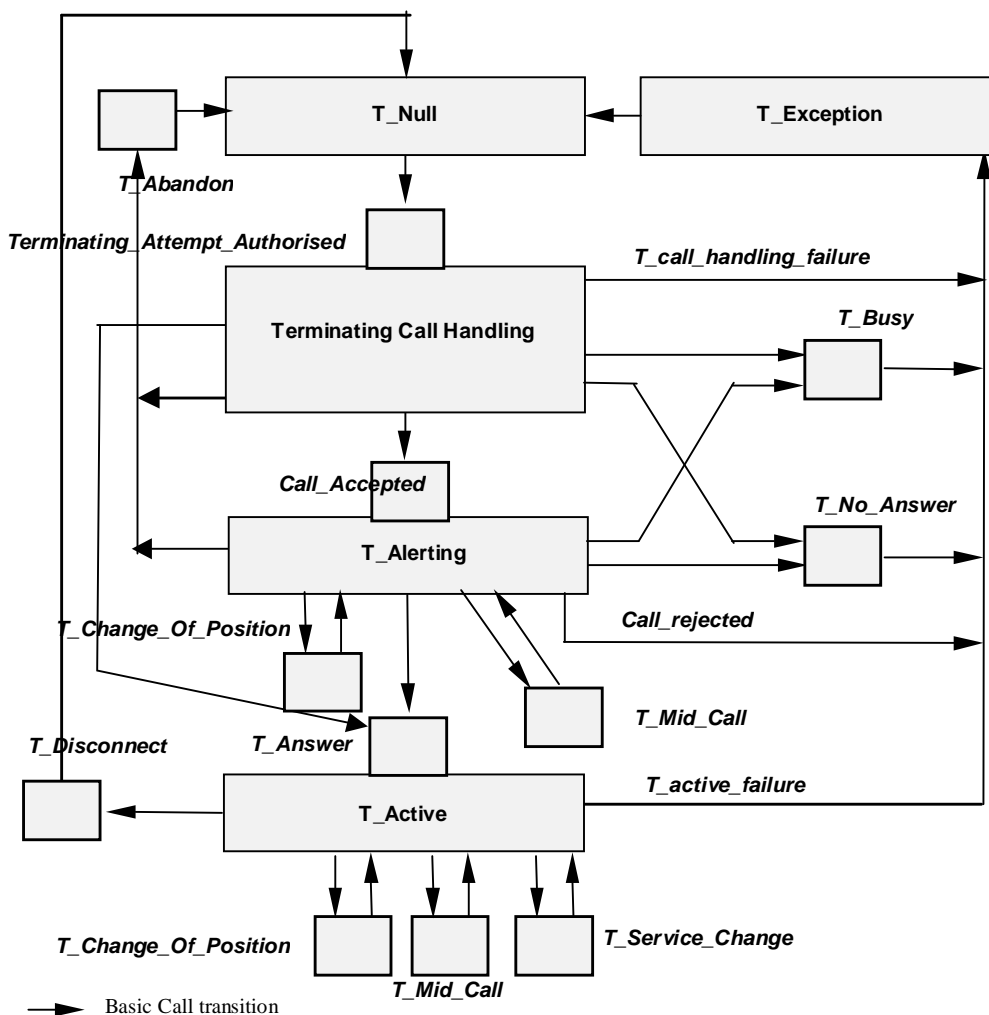 T_Null
T_Exception
T_Abandon
Terminating_Attempt_Authorised
T_call_handling_failure
Terminating Call Handling
T_Busy
Call_Accepted
T_No_Answer
T_Alerting
T_Change_Of_Position
Call_rejected
T_Mid_Call
T_Disconnect
T_Answer
T_active_failure
T_Active
T_Change_Of_Position
T_Service_Change
T_Mid_Call
Basic Call transition